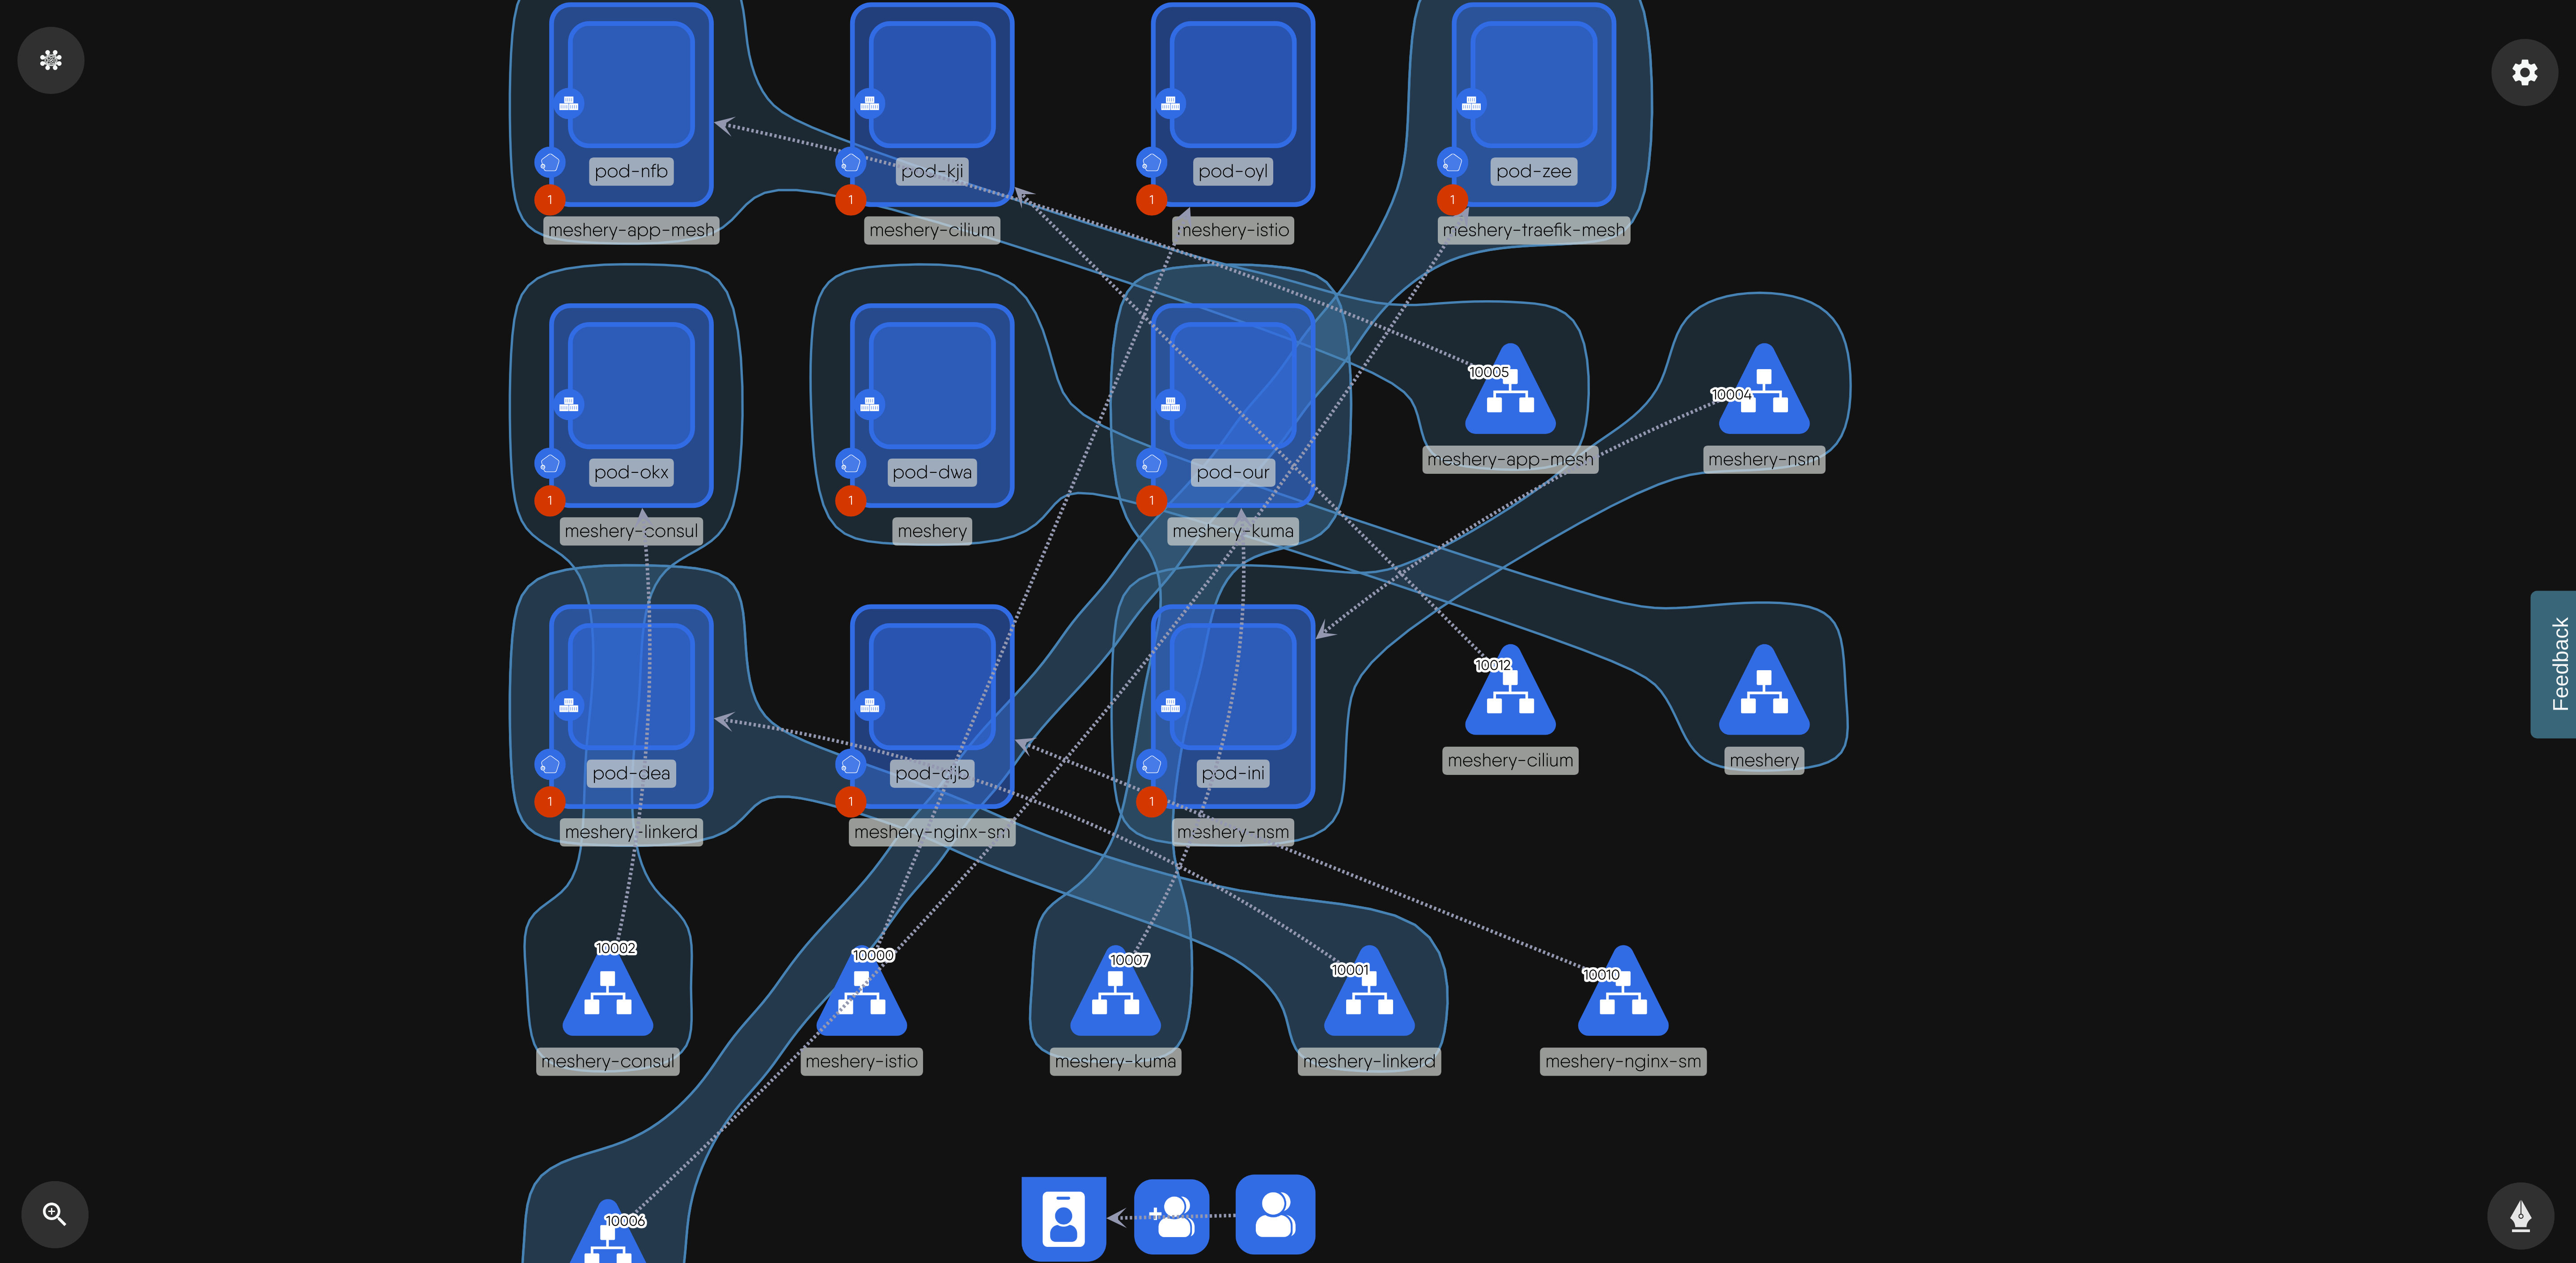 pod-nfb
pod-kji
pod-oyl
pod-zee
1
1
1
1
meshery-app-mesh
meshery-cilium
meshery-istio
meshery-traefik-mesh
10005
10004
pod-okx
pod-dwa
pod-our
meshery-app-mesh
meshery-nsm
1
1
1
meshery-consul
meshery
meshery-kuma
10012
Feedback
pod-dea
pod-djb
pod-ini
meshery-cilium
meshery
1
1
1
meshery-linkerd
meshery-nginx-sm
meshery-nsm
10002
10000
10007
10001
10010
meshery-consul
meshery-istio
meshery-kuma
meshery-linkerd
meshery-nginx-sm
10006